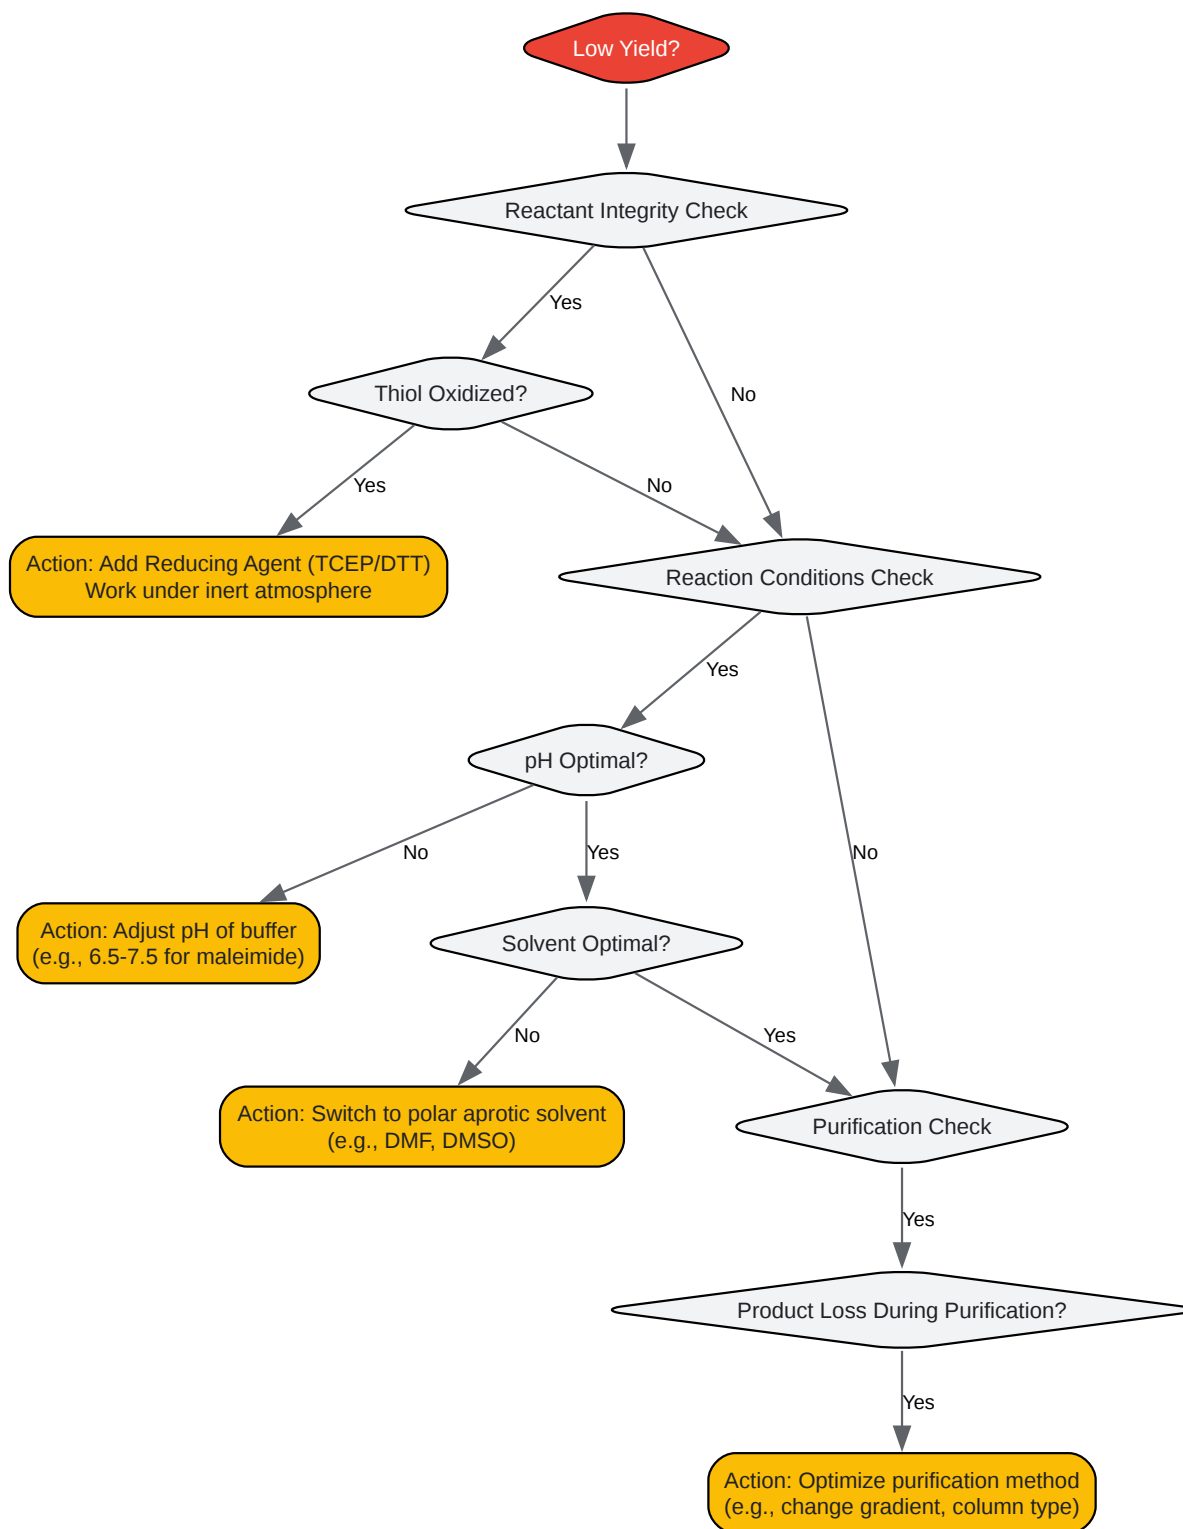 Low Yield?
Reactant Integrity Check
Yes
Thiol Oxidized?
No
Yes
No
Action: Add Reducing Agent (TCEP/DTT)
Work under inert atmosphere
Reaction Conditions Check
Yes
pH Optimal?
No
Yes
No
Action: Adjust pH of buffer
(e.g., 6.5-7.5 for maleimide)
Solvent Optimal?
No
Yes
Action: Switch to polar aprotic solvent
(e.g., DMF, DMSO)
Purification Check
Yes
Product Loss During Purification?
Yes
Action: Optimize purification method
(e.g., change gradient, column type)